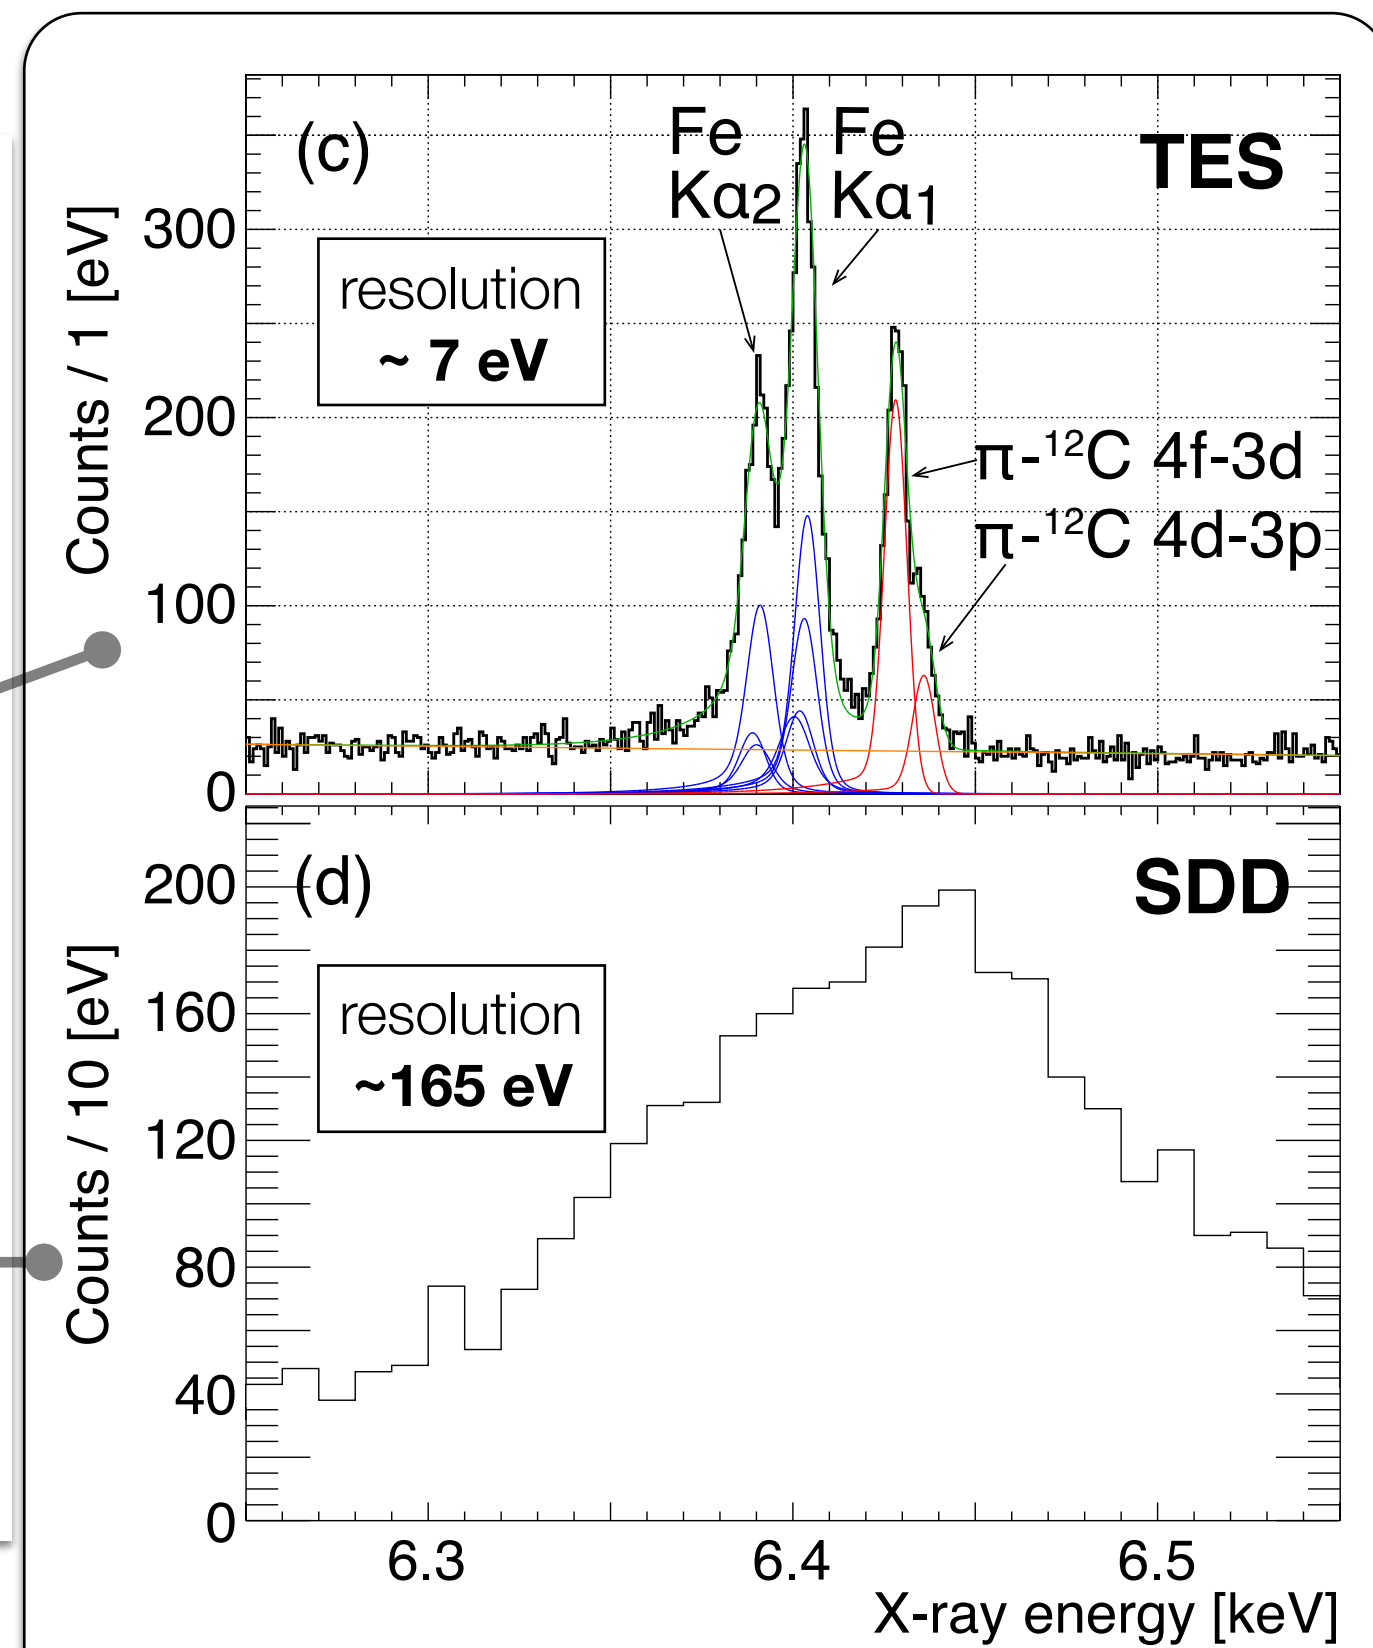 (c)
Fe
Kα2
Fe
Kα1
TES
resolution
~ 7 eV
π-¹²C 4f-3d
π-¹²C 4d-3p
Counts / 1 [eV]
300
200
100
0
(d)
SDD
resolution
~165 eV
Counts / 10 [eV]
200
160
120
80
40
0
6.3
6.4
6.5
X-ray energy [keV]